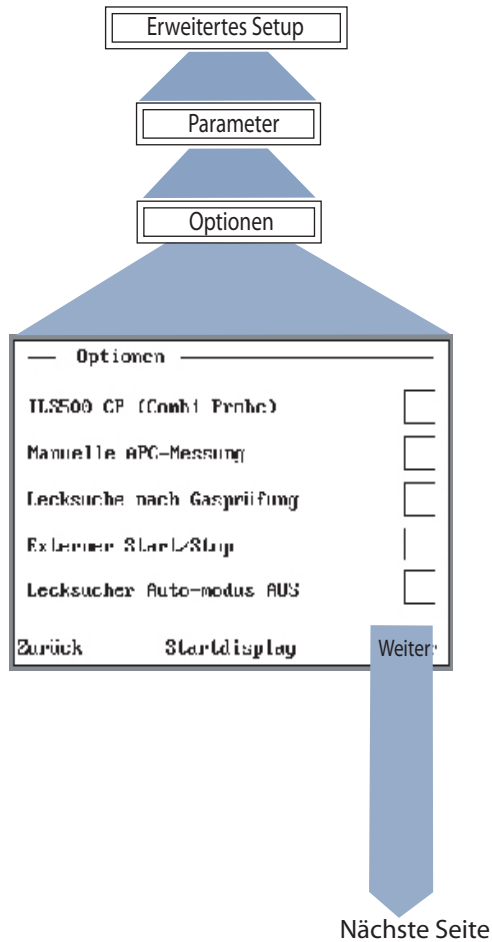 Erweitertes Setup
Parameter
Optionen
Optionen
ILS500 CP (Combi Probe)
Manuelle APC-Messung
Lecksuche nach Gasprüfung
Externer Start/Stop
Lecksucher Auto-modus AUS
Zurück Startdisplay Weiter
Nächste Seite